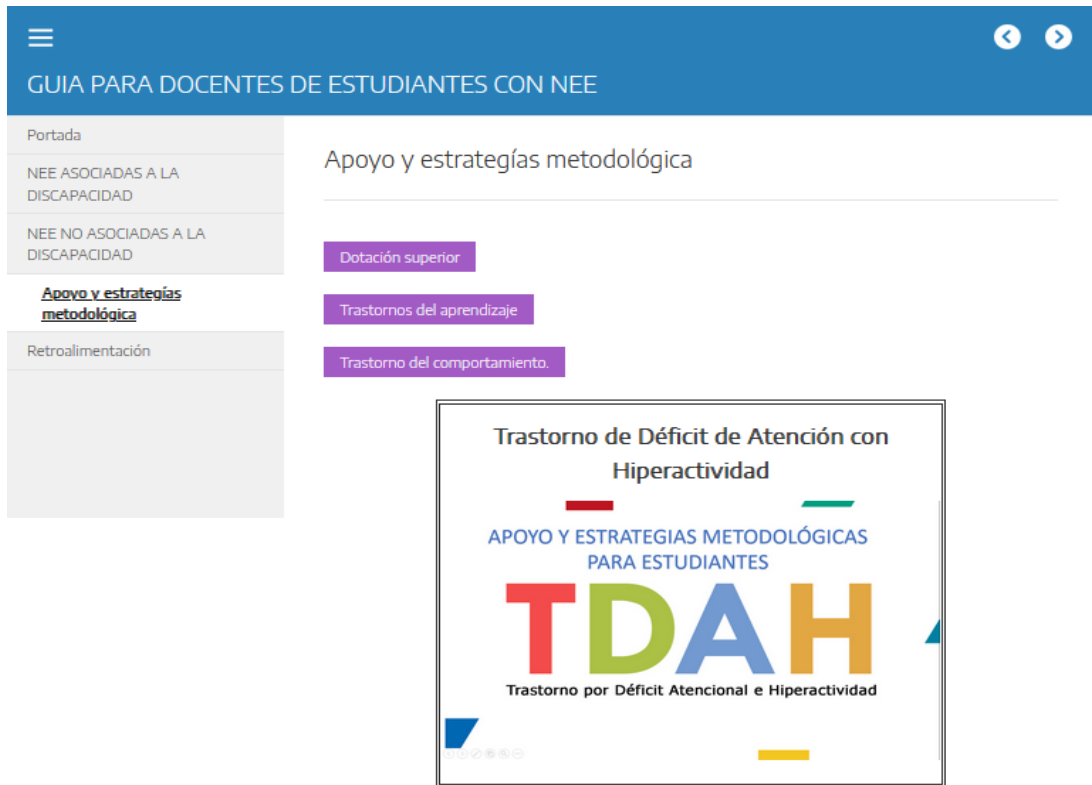 GUIA PARA DOCENTES DE ESTUDIANTES CON NEE
Portada
NEE ASOCIADAS A LA
DISCAPACIDAD
NEE NO ASOCIADAS A LA
DISCAPACIDAD
Apoyo y estrategías
metodológica
Retroalimentación
Apoyo y estrategías metodológica
Dotación superior
Trastornos del aprendizaje
Trastorno del comportamiento.
Trastorno de Déficit de Atención con
Hiperactividad
APOYO Y ESTRATEGIAS METODOLÓGICAS
PARA ESTUDIANTES
TDAH
Trastorno por Déficit Atencional e Hiperactividad